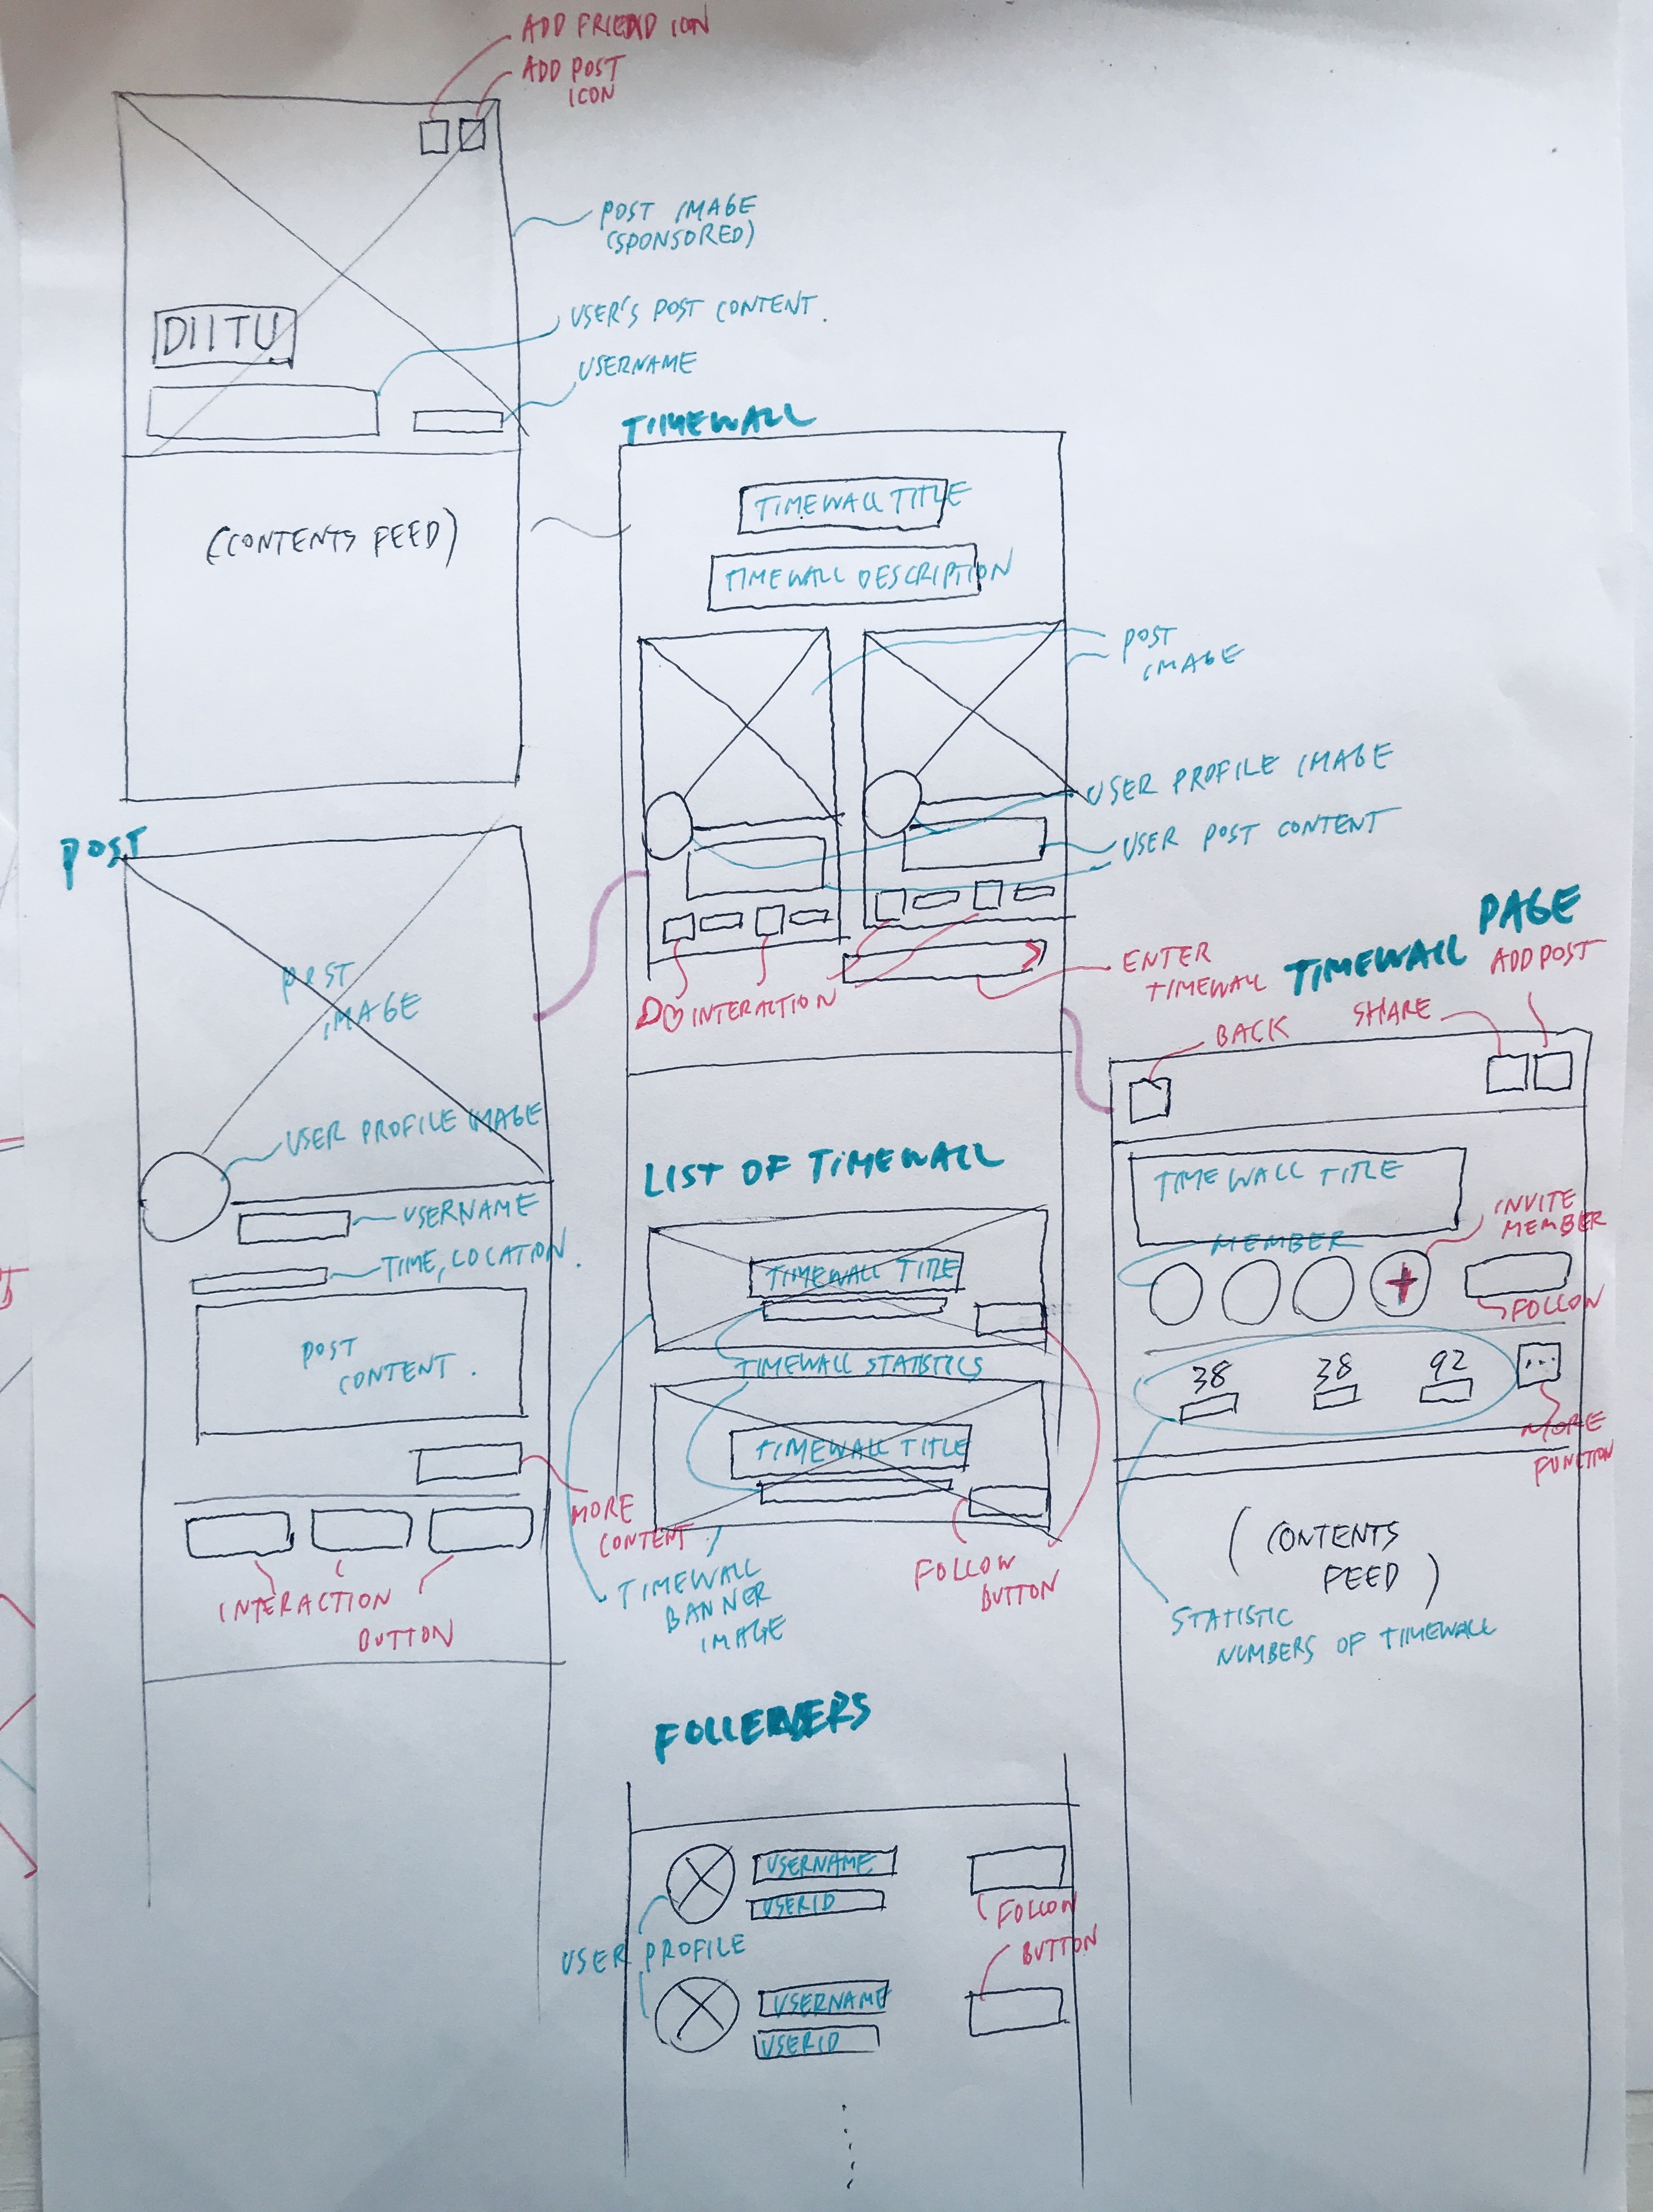 ADD FRIEND ION
ADD POST
ICON
POST IMAGE
(SPONSORED)
DIITU
USER'S POST CONTENT.
USERNAME
(CONTENTS FEED)
TIMEWALL
TIMEWALL TITLE
TIMEWALL DESCRIPTION
POST
IMAGE
USER PROFILE IMAGE
USER POST CONTENT
INTERACTION
ENTER
TIMEWALL
POST
POST
IMAGE
USER PROFILE IMAGE
USERNAME
TIME, LOCATION.
POST
CONTENT.
MORE
CONTENT
INTERACTION
BUTTON
LIST OF TIMEWALL
TIMEWALL TITLE
TIMEWALL STATISTICS
TIMEWALL TITLE
TIMEWALL
BANNER
IMAGE
FOLLOW
BUTTON
FOLLOWERS
USERNAME
USERID
FOLLOW
BUTTON
USER PROFILE
USERNAME
USERID
TIMEWALL PAGE
ADD POST
SHARE
BACK
TIMEWALL TITLE
INVITE
MEMBER
MEMBER
+
FOLLOW
38 38 92 ...
MORE
FUNCTION
(CONTENTS
FEED)
STATISTIC
NUMBERS OF TIMEWALL